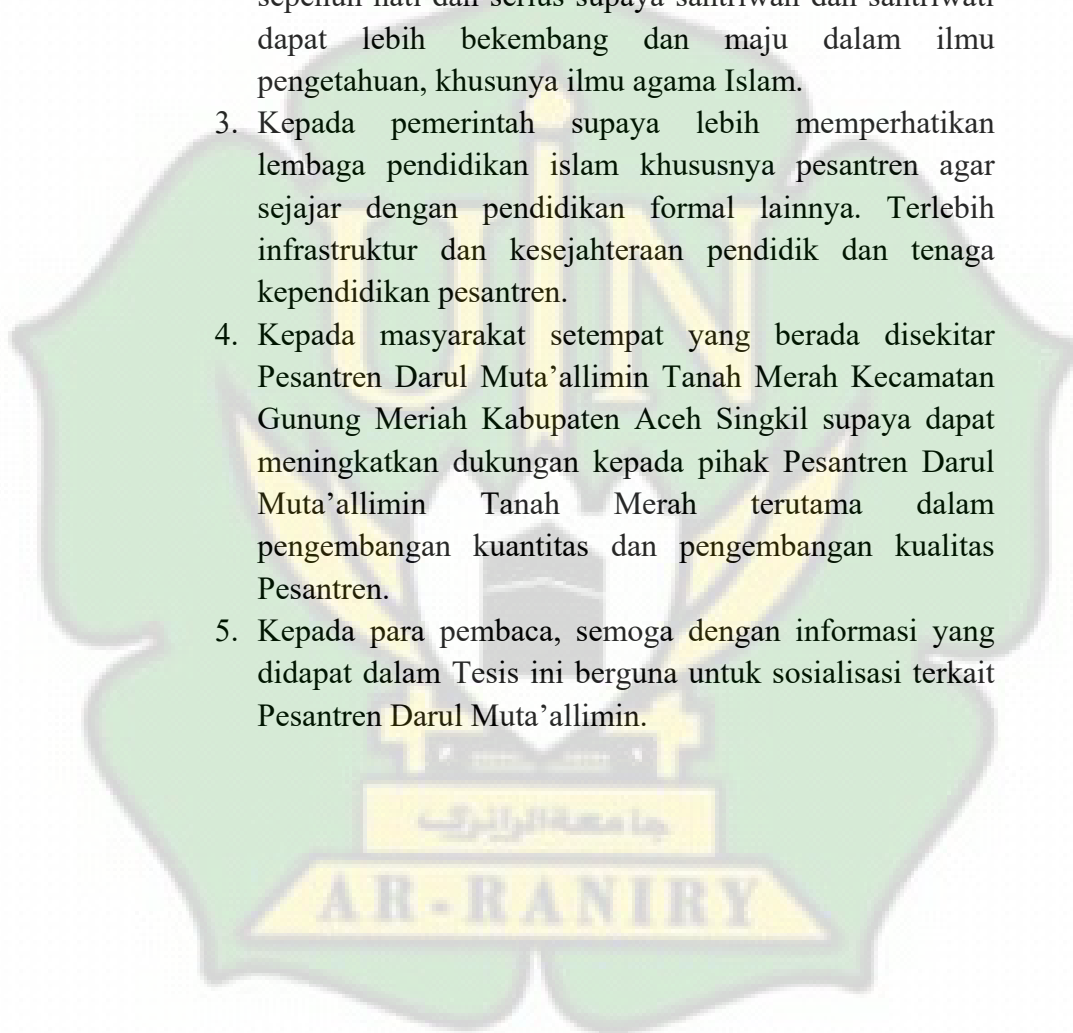 sepenuh hati dan serius supaya santriwan dan santriwati
dapat lebih bekembang dan maju dalam ilmu
pengetahuan, khusunya ilmu agama Islam.
3. Kepada pemerintah supaya lebih memperhatikan
lembaga pendidikan islam khususnya pesantren agar
sejajar dengan pendidikan formal lainnya. Terlebih
infrastruktur dan kesejahteraan pendidik dan tenaga
kependidikan pesantren.
4. Kepada masyarakat setempat yang berada disekitar
Pesantren Darul Muta’allimin Tanah Merah Kecamatan
Gunung Meriah Kabupaten Aceh Singkil supaya dapat
meningkatkan dukungan kepada pihak Pesantren Darul
Muta’allimin Tanah Merah terutama dalam
pengembangan kuantitas dan pengembangan kualitas
Pesantren.
5. Kepada para pembaca, semoga dengan informasi yang
didapat dalam Tesis ini berguna untuk sosialisasi terkait
Pesantren Darul Muta’allimin.
UIN
جامعة الرانري
AR-RANIRY